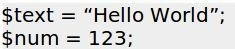 $text = “Hello World”;
$num = 123;